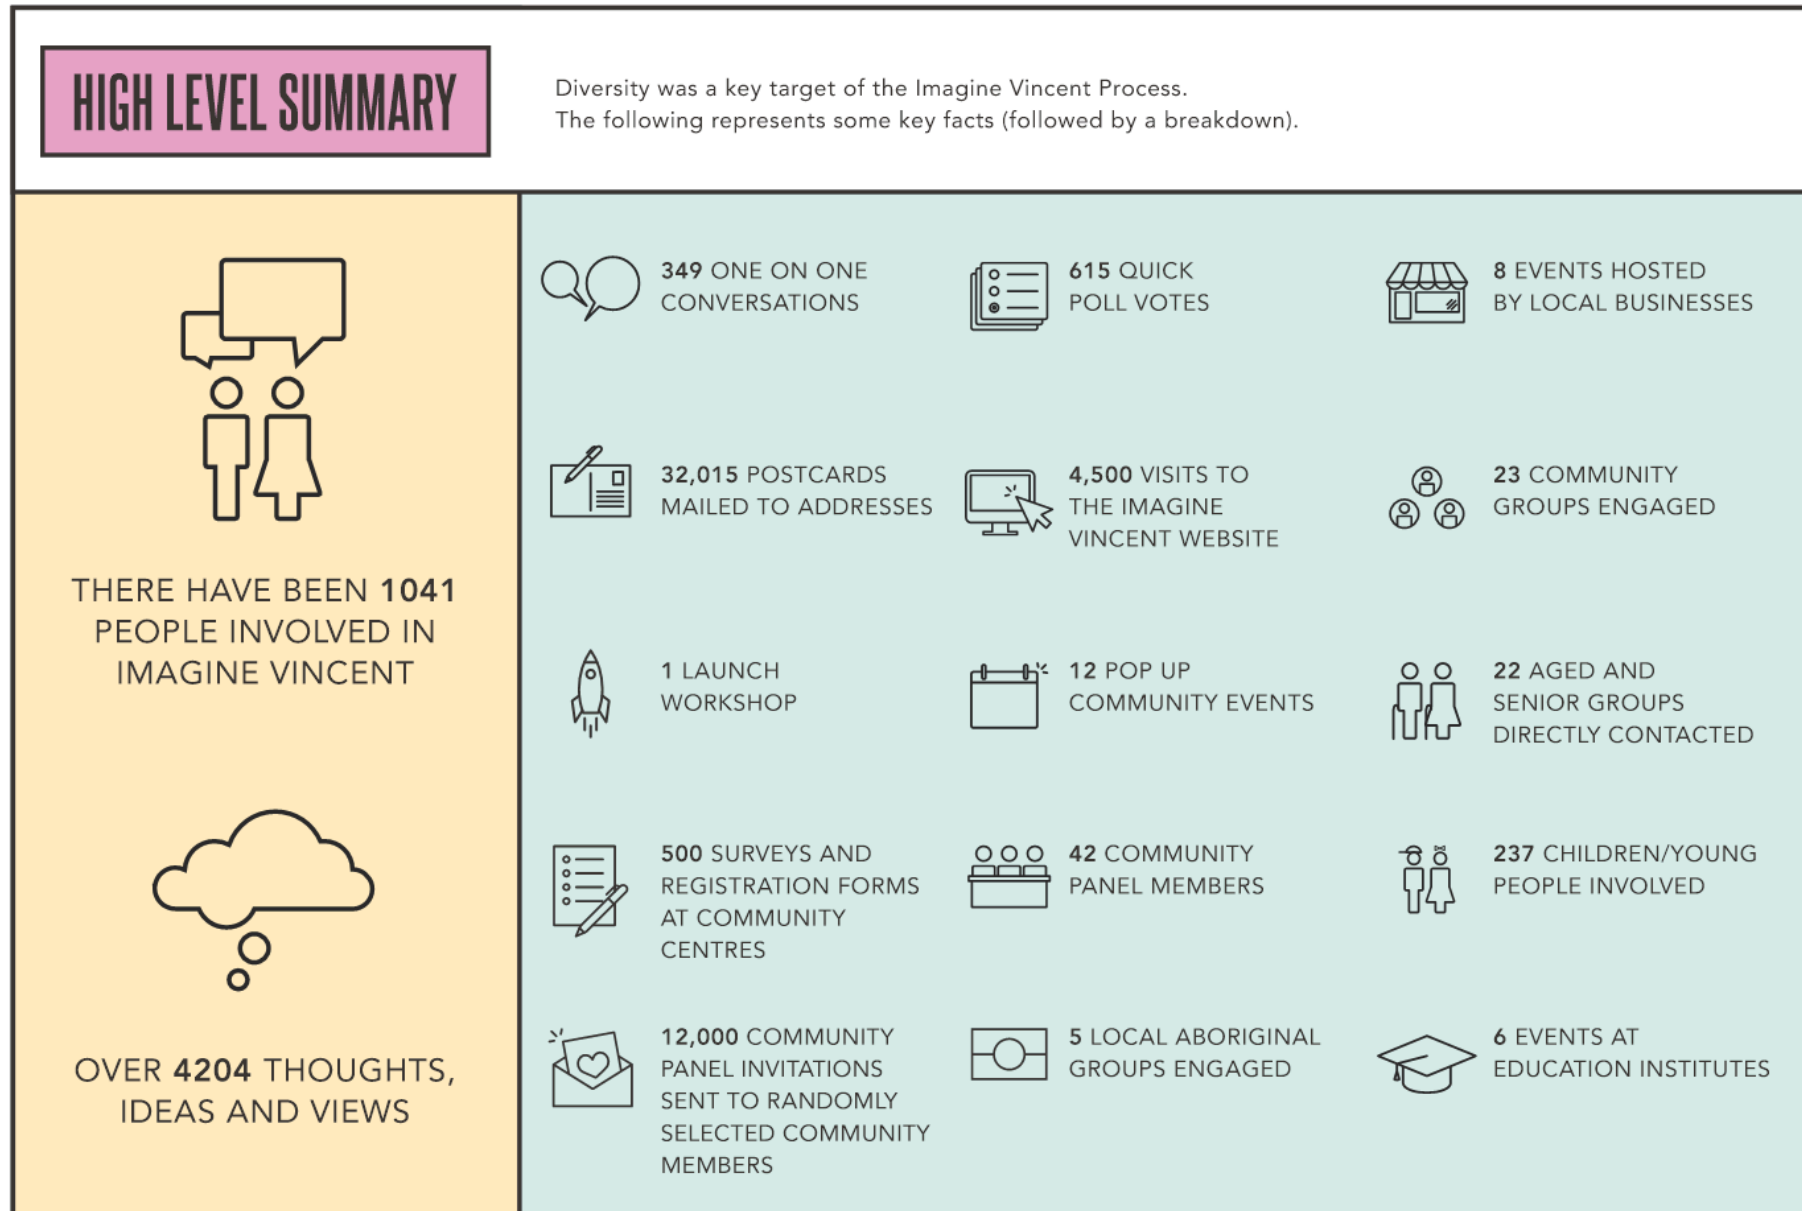 HIGH LEVEL SUMMARY
Diversity was a key target of the Imagine Vincent Process.
The following represents some key facts (followed by a breakdown).
THERE HAVE BEEN 1041
PEOPLE INVOLVED IN
IMAGINE VINCENT
OVER 4204 THOUGHTS,
IDEAS AND VIEWS
349 ONE ON ONE
CONVERSATIONS
615 QUICK
POLL VOTES
8 EVENTS HOSTED
BY LOCAL BUSINESSES
32,015 POSTCARDS
MAILED TO ADDRESSES
4,500 VISITS TO
THE IMAGINE
VINCENT WEBSITE
23 COMMUNITY
GROUPS ENGAGED
1 LAUNCH
WORKSHOP
12 POP UP
COMMUNITY EVENTS
22 AGED AND
SENIOR GROUPS
DIRECTLY CONTACTED
500 SURVEYS AND
REGISTRATION FORMS
AT COMMUNITY
CENTRES
42 COMMUNITY
PANEL MEMBERS
237 CHILDREN/YOUNG
PEOPLE INVOLVED
12,000 COMMUNITY
PANEL INVITATIONS
SENT TO RANDOMLY
SELECTED COMMUNITY
MEMBERS
5 LOCAL ABORIGINAL
GROUPS ENGAGED
6 EVENTS AT
EDUCATION INSTITUTES